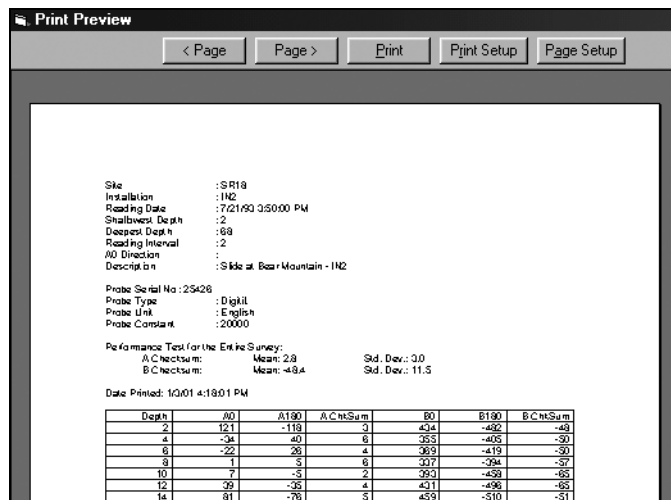 Print Preview
< Page Page > Print Print Setup Page Setup
Site : SR18
Installation : IN2
Reading Date : 7/21/93 3:50:00 PM
Shallowest Depth : 2
Deepest Depth : 68
Reading Interval : 2
A0 Direction :
Description : Slide at Bear Mountain - IN2
Probe Serial No : 25426
Probe Type : Digitil
Probe Unit : English
Probe Constant : 20000
Performance Test for the Entire Survey:
A Checksum: Mean: 2.8 Std. Dev.: 3.0
B Checksum: Mean: -48.4 Std. Dev.: 11.5
Date Printed: 1/3/01 4:18:01 PM
Depth A0 A180 A ChkSum B0 B180 B ChkSum
2 121 -118 3 434 -482 -48
4 -34 40 6 355 -405 -50
6 -22 26 4 369 -419 -50
8 1 5 6 337 -394 -57
10 7 -5 2 393 -458 -65
12 39 -35 4 431 -496 -65
14 81 -76 5 459 -510 -51